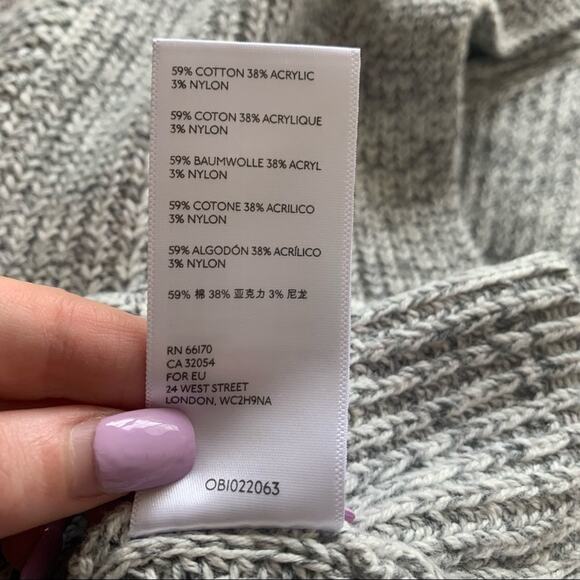 59% COTTON 38% ACRYLIC
3% NYLON
59% COTON 38% ACRYLIQUE
3% NYLON
59% BAUMWOLLE 38% ACRYL
3% NYLON
59% COTONE 38% ACRILICO
3% NYLON
59% ALGODÓN 38% ACRÍLICO
3% NYLON
59% 棉 38% 亚克力 3% 尼龙
RN 66170
CA 32054
FOR EU
24 WEST STREET
LONDON, WC2H9NA
OB1022063